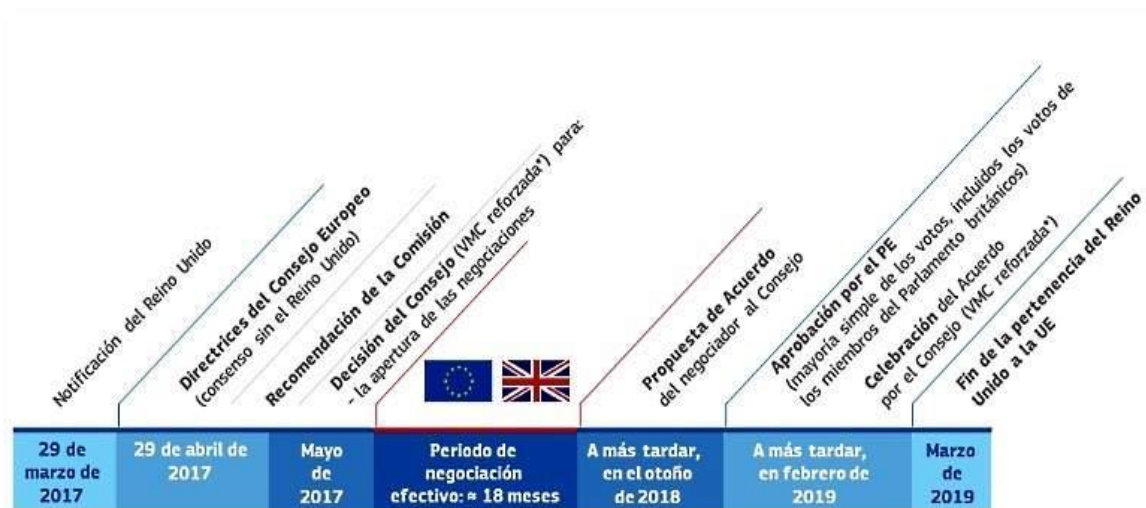 Notificación del Reino Unido
Directrices del Consejo Europeo
(consenso sin el Reino Unido)
Recomendación de la Comisión
Decisión del Consejo (VMC reforzada*) para:
- la apertura de las negociaciones
Propuesta de Acuerdo
del negociador al Consejo
Aprobación por el PE
(mayoría simple de los votos, incluidos los votos de
los miembros del Parlamento británicos)
Celebración del Acuerdo
por el Consejo (VMC reforzada*)
Fin de la pertenencia del Reino
Unido a la UE
29 de
marzo de
2017
29 de abril de
2017
Mayo
de
2017
Periodo de
negociación
efectivo: ≈ 18 meses
A más tardar,
en el otoño
de 2018
A más tardar,
en febrero de
2019
Marzo
de
2019